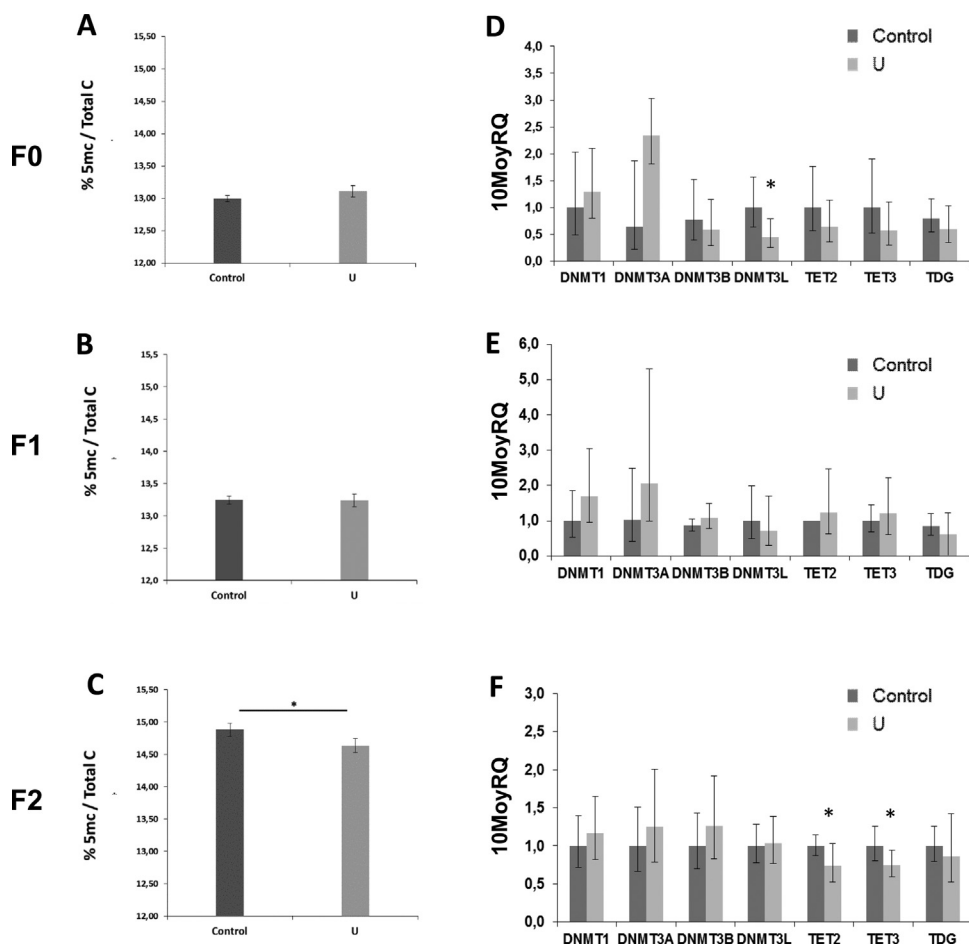 A
15,50
15,00
14,50
14,00
13,50
13,00
12,50
12,00
% 5mc / Total C
Control
U
F0
D
4,0
3,5
3,0
2,5
2,0
1,5
1,0
0,5
0,0
10MoyRQ
Control
U
*
DNMT1 DNMT3A DNMT3B DNMT3L TET2 TET3 TDG
B
15,5
15,0
14,5
14,0
13,5
13,0
12,5
12,0
% 5mc / Total C
Control
U
F1
E
6,0
5,0
4,0
3,0
2,0
1,0
0,0
10MoyRQ
Control
U
DNMT1 DNMT3A DNMT3B DNMT3L TET2 TET3 TDG
C
15,50
15,00
14,50
14,00
13,50
13,00
12,50
12,00
% 5mc / Total C
*
Control
U
F2
F
3,0
2,5
2,0
1,5
1,0
0,5
0,0
10MoyRQ
Control
U
* *
DNMT1 DNMT3A DNMT3B DNMT3L TET2 TET3 TDG